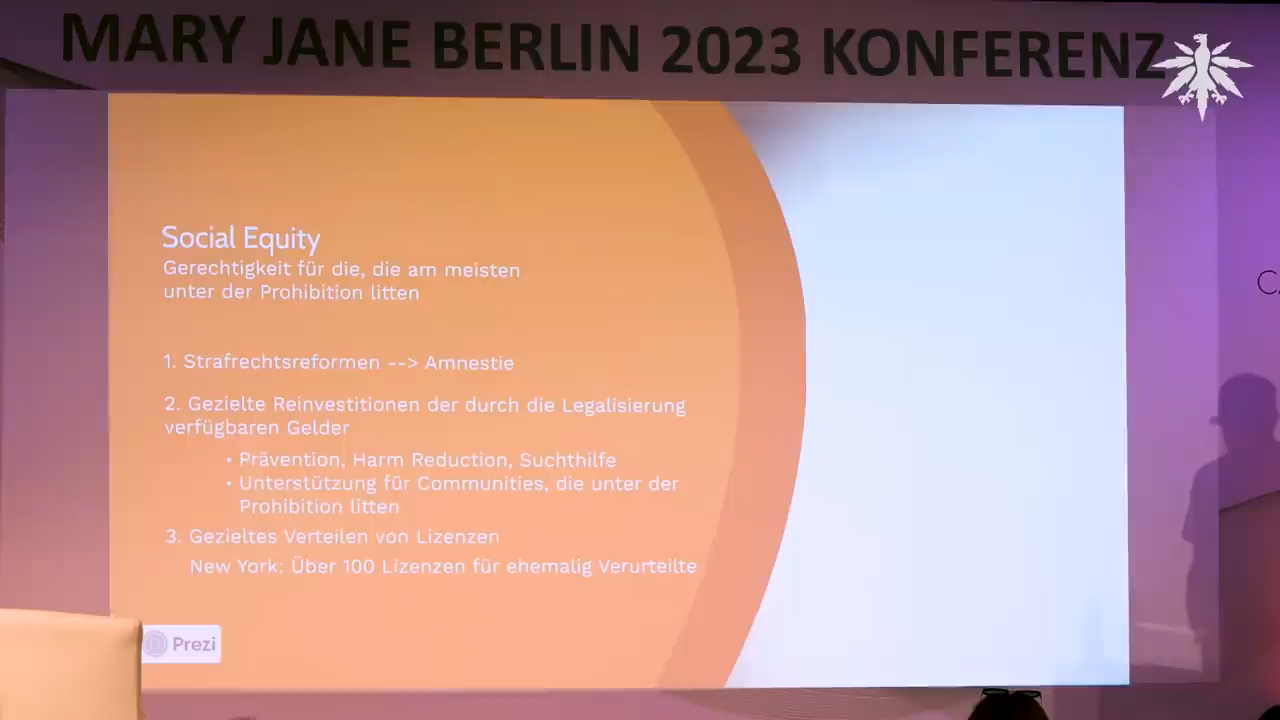 MARY JANE BERLIN 2023 KONFERENZ
Social Equity
Gerechtigkeit für die, die am meisten
unter der Prohibition litten
1. Strafrechtsreformen --> Amnestie
2. Gezielte Reinvestitionen der durch die Legalisierung
verfügbaren Gelder
• Prävention, Harm Reduction, Suchthilfe
• Unterstützung für Communities, die unter der
Prohibition litten
3. Gezieltes Verteilen von Lizenzen
New York: Über 100 Lizenzen für ehemalig Verurteilte
Prezi